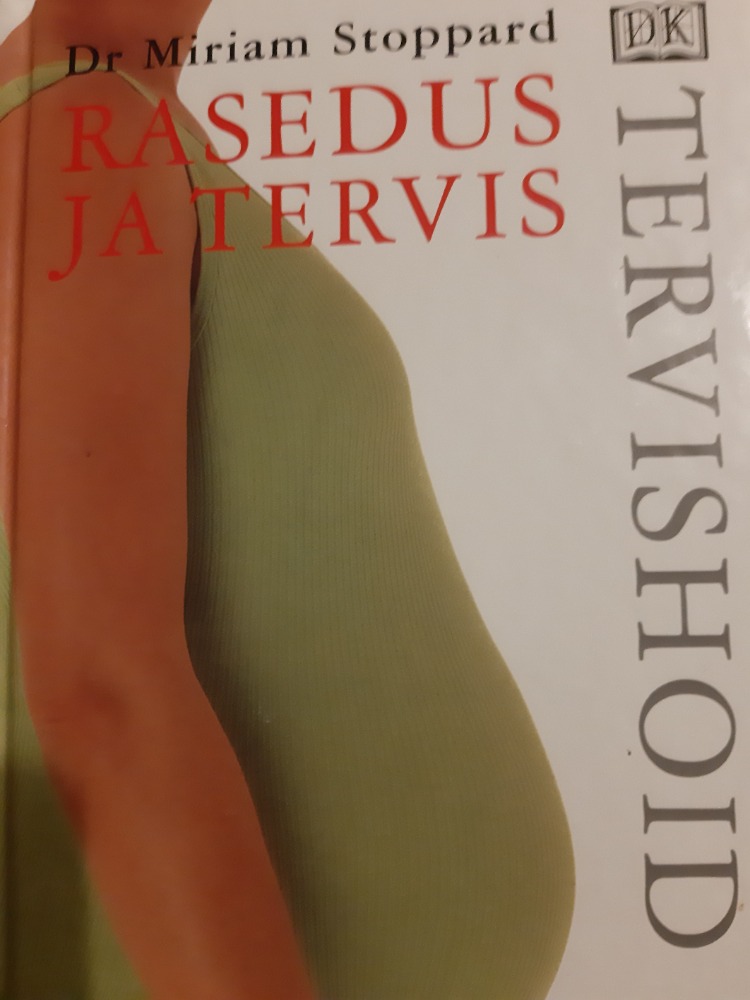 Dr Miriam Stoppard
RASEDUS
JA TERVIS
DK
TERVISHOID